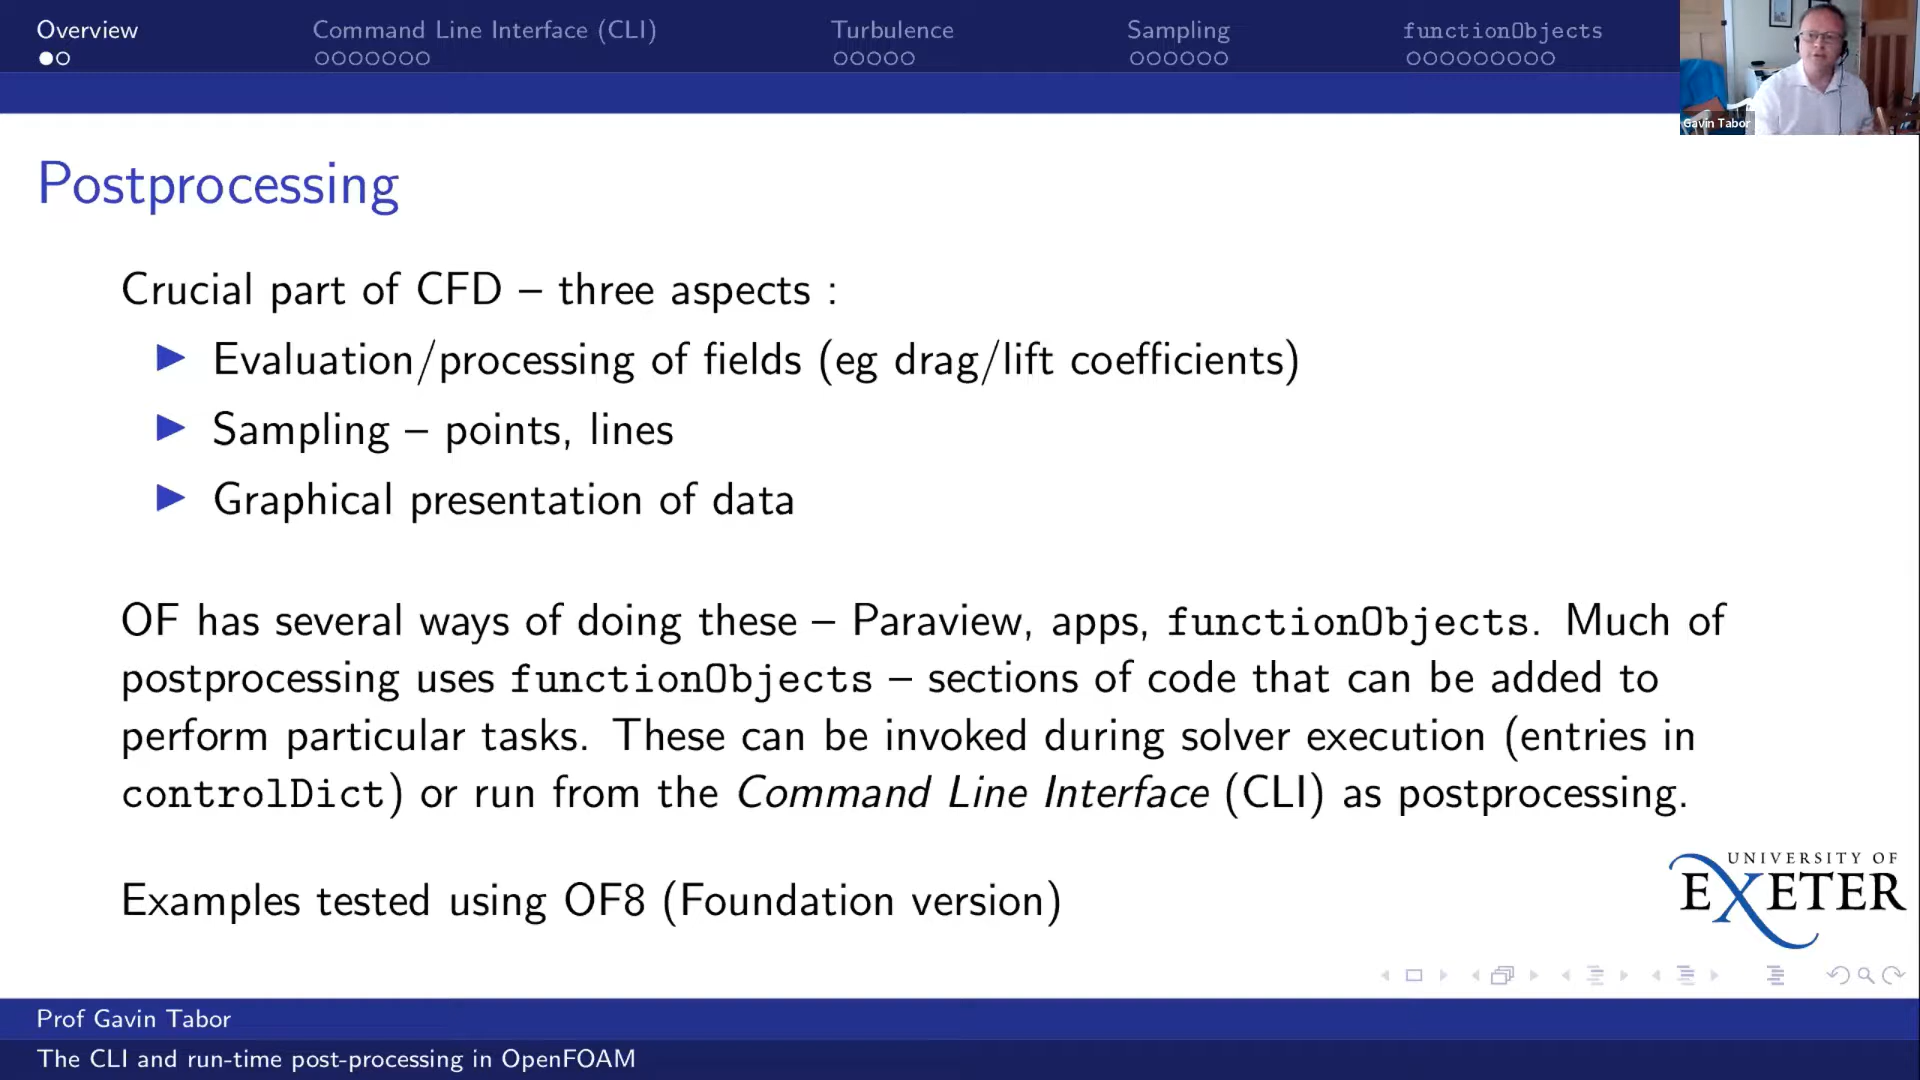 Overview
Command Line Interface (CLI)
Turbulence
Sampling
functionObjects
Gavin Tabor
Postprocessing
Crucial part of CFD – three aspects :
Evaluation/processing of fields (eg drag/lift coefficients)
Sampling – points, lines
Graphical presentation of data
OF has several ways of doing these – Paraview, apps, functionObjects. Much of
postprocessing uses functionObjects – sections of code that can be added to
perform particular tasks. These can be invoked during solver execution (entries in
controlDict) or run from the Command Line Interface (CLI) as postprocessing.
Examples tested using OF8 (Foundation version)
UNIVERSITY OF
EXETER
Prof Gavin Tabor
The CLI and run-time post-processing in OpenFOAM